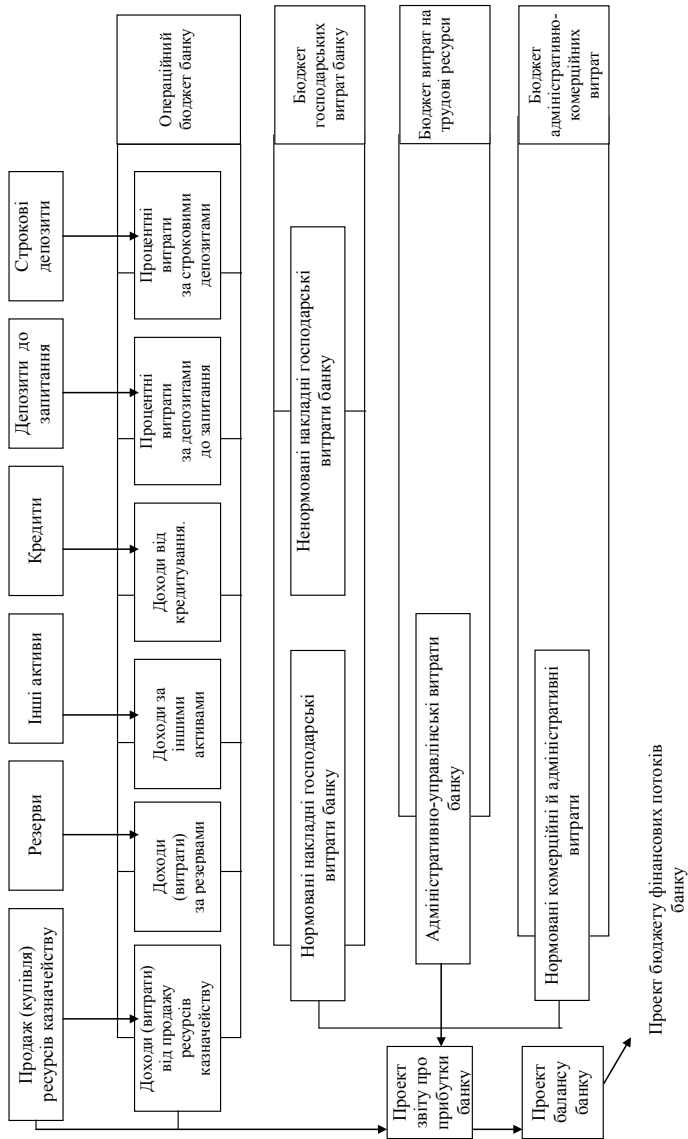 Продаж (купівля)
ресурсів казначейству
Резерви
Інші активи
Кредити
Депозити до
запитання
Строкові
депозити
Доходи (витрати)
від продажу
ресурсів
казначейству
Доходи
(витрати)
за резервами
Доходи за
іншими
активами
Доходи від
кредитування.
Процентні
витрати
за депозитами
до запитання
Процентні
витрати
за строковими
депозитами
Операційний
бюджет банку
Нормовані накладні господарські
витрати банку
Ненормовані накладні господарські
витрати банку
Бюджет
господарських
витрат банку
Проект
звіту про
прибутки
банку
Адміністративно-управлінські витрати
банку
Бюджет витрат на
трудові ресурси
Проект
балансу
банку
Нормовані комерційні й адміністративні
витрати
Бюджет
адміністративно-
комерційних
витрат
Проект бюджету фінансових потоків
банку